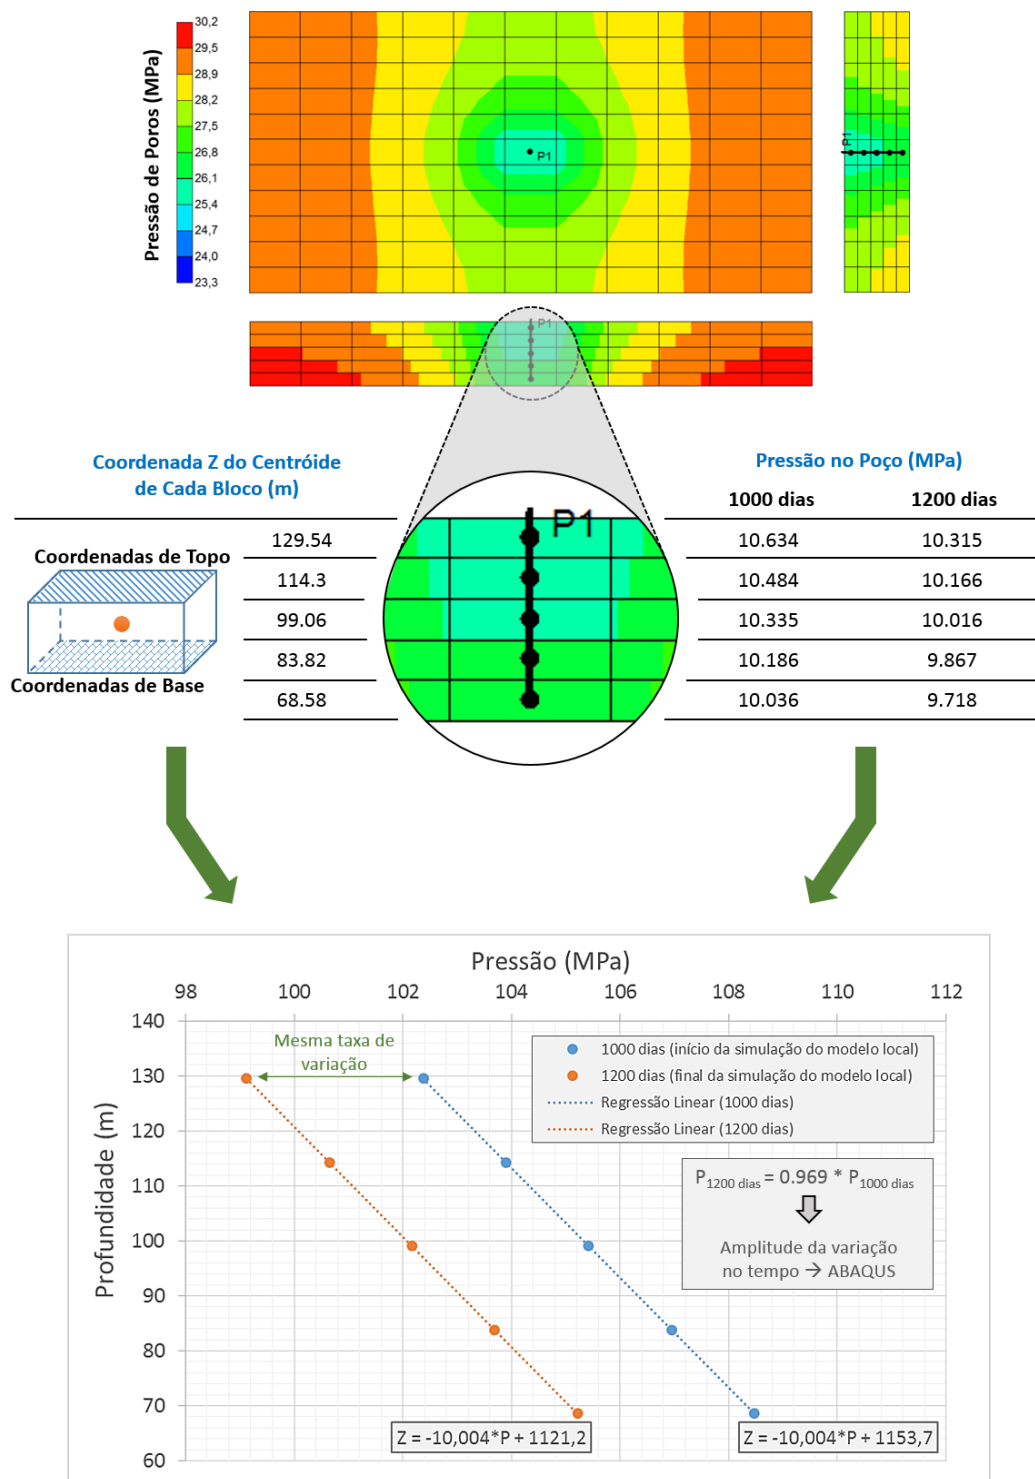 Pressão de Poros (MPa)
30,2
29,5
28,9
28,2
27,5
26,8
26,1
25,4
24,7
24,0
23,3
P1
P1
P1
Coordenada Z do Centróide
de Cada Bloco (m)
Pressão no Poço (MPa)
1000 dias 1200 dias
Coordenadas de Topo
Coordenadas de Base
129.54
114.3
99.06
83.82
68.58
P1
10.634 10.315
10.484 10.166
10.335 10.016
10.186 9.867
10.036 9.718
Pressão (MPa)
98 100 102 104 106 108 110 112
Profundidade (m)
140
130
120
110
100
90
80
70
60
Mesma taxa de
variação
1000 dias (início da simulação do modelo local)
1200 dias (final da simulação do modelo local)
Regressão Linear (1000 dias)
Regressão Linear (1200 dias)
P1200 dias = 0.969 * P1000 dias
Amplitude da variação
no tempo → ABAQUS
Z = -10,004*P + 1121,2
Z = -10,004*P + 1153,7